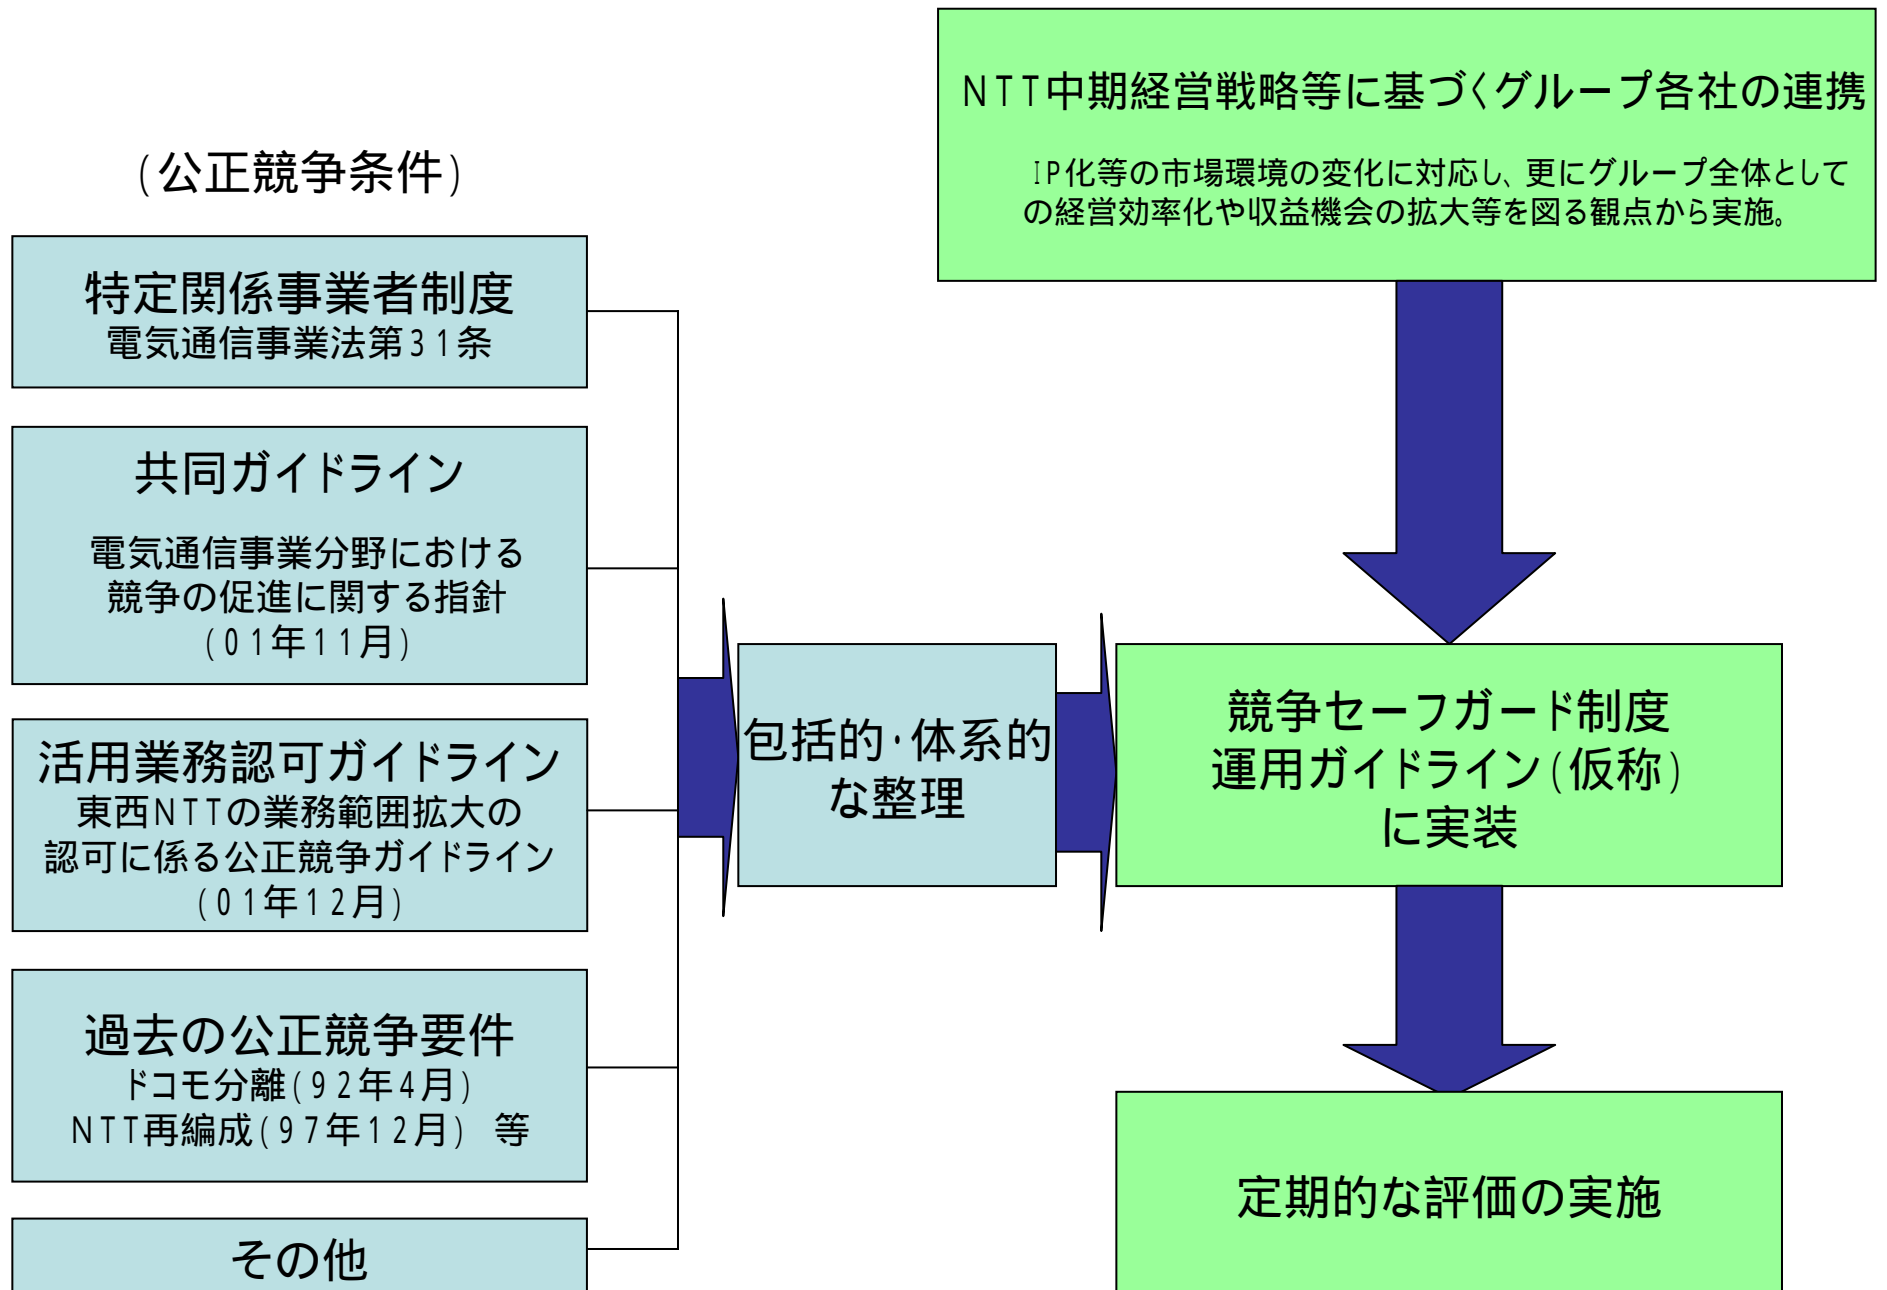 (公正競争条件)
特定関係事業者制度
電気通信事業法第31条
共同ガイドライン
電気通信事業分野における
競争の促進に関する指針
(01年11月)
活用業務認可ガイドライン
東西NTTの業務範囲拡大の
認可に係る公正競争ガイドライン
(01年12月)
過去の公正競争要件
ドコモ分離(92年4月)
NTT再編成(97年12月) 等
その他
包括的・体系的
な整理
NTT中期経営戦略等に基づくグループ各社の連携
IP化等の市場環境の変化に対応し、更にグループ全体として
の経営効率化や収益機会の拡大等を図る観点から実施。
競争セーフガード制度
運用ガイドライン(仮称)
に実装
定期的な評価の実施